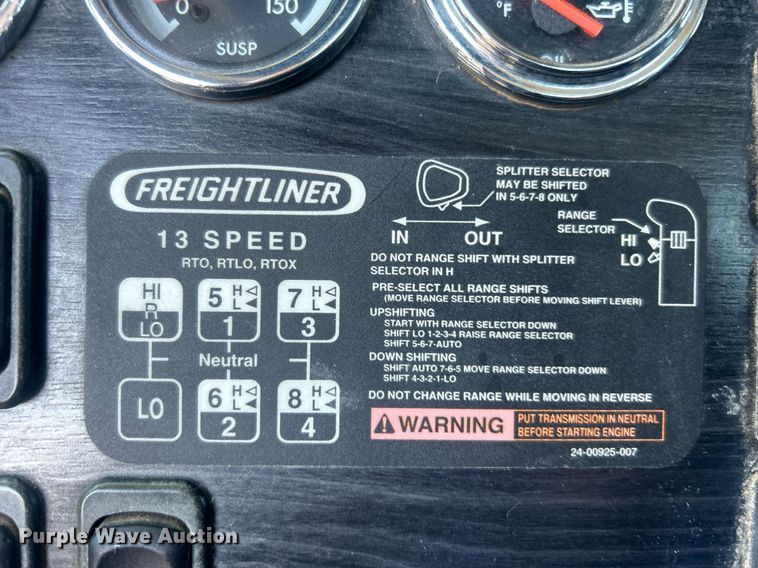 0 150
SUSP
°F
FREIGHTLINER
13 SPEED
RTO, RTLO, RTOX
HI
R
LO
5 H L
1
7 H L
3
Neutral
LO
6 H L
2
8 H L
4
SPLITTER SELECTOR
MAY BE SHIFTED
IN 5-6-7-8 ONLY
IN OUT
RANGE
SELECTOR
HI
LO
DO NOT RANGE SHIFT WITH SPLITTER
SELECTOR IN H
PRE-SELECT ALL RANGE SHIFTS
(MOVE RANGE SELECTOR BEFORE MOVING SHIFT LEVER)
UPSHIFTING
START WITH RANGE SELECTOR DOWN
SHIFT LO 1-2-3-4 RAISE RANGE SELECTOR
SHIFT 5-6-7-AUTO
DOWN SHIFTING
SHIFT AUTO 7-6-5 MOVE RANGE SELECTOR DOWN
SHIFT 4-3-2-1-LO
DO NOT CHANGE RANGE WHILE MOVING IN REVERSE
WARNING
PUT TRANSMISSION IN NEUTRAL
BEFORE STARTING ENGINE
24-00925-007
Purple Wave Auction